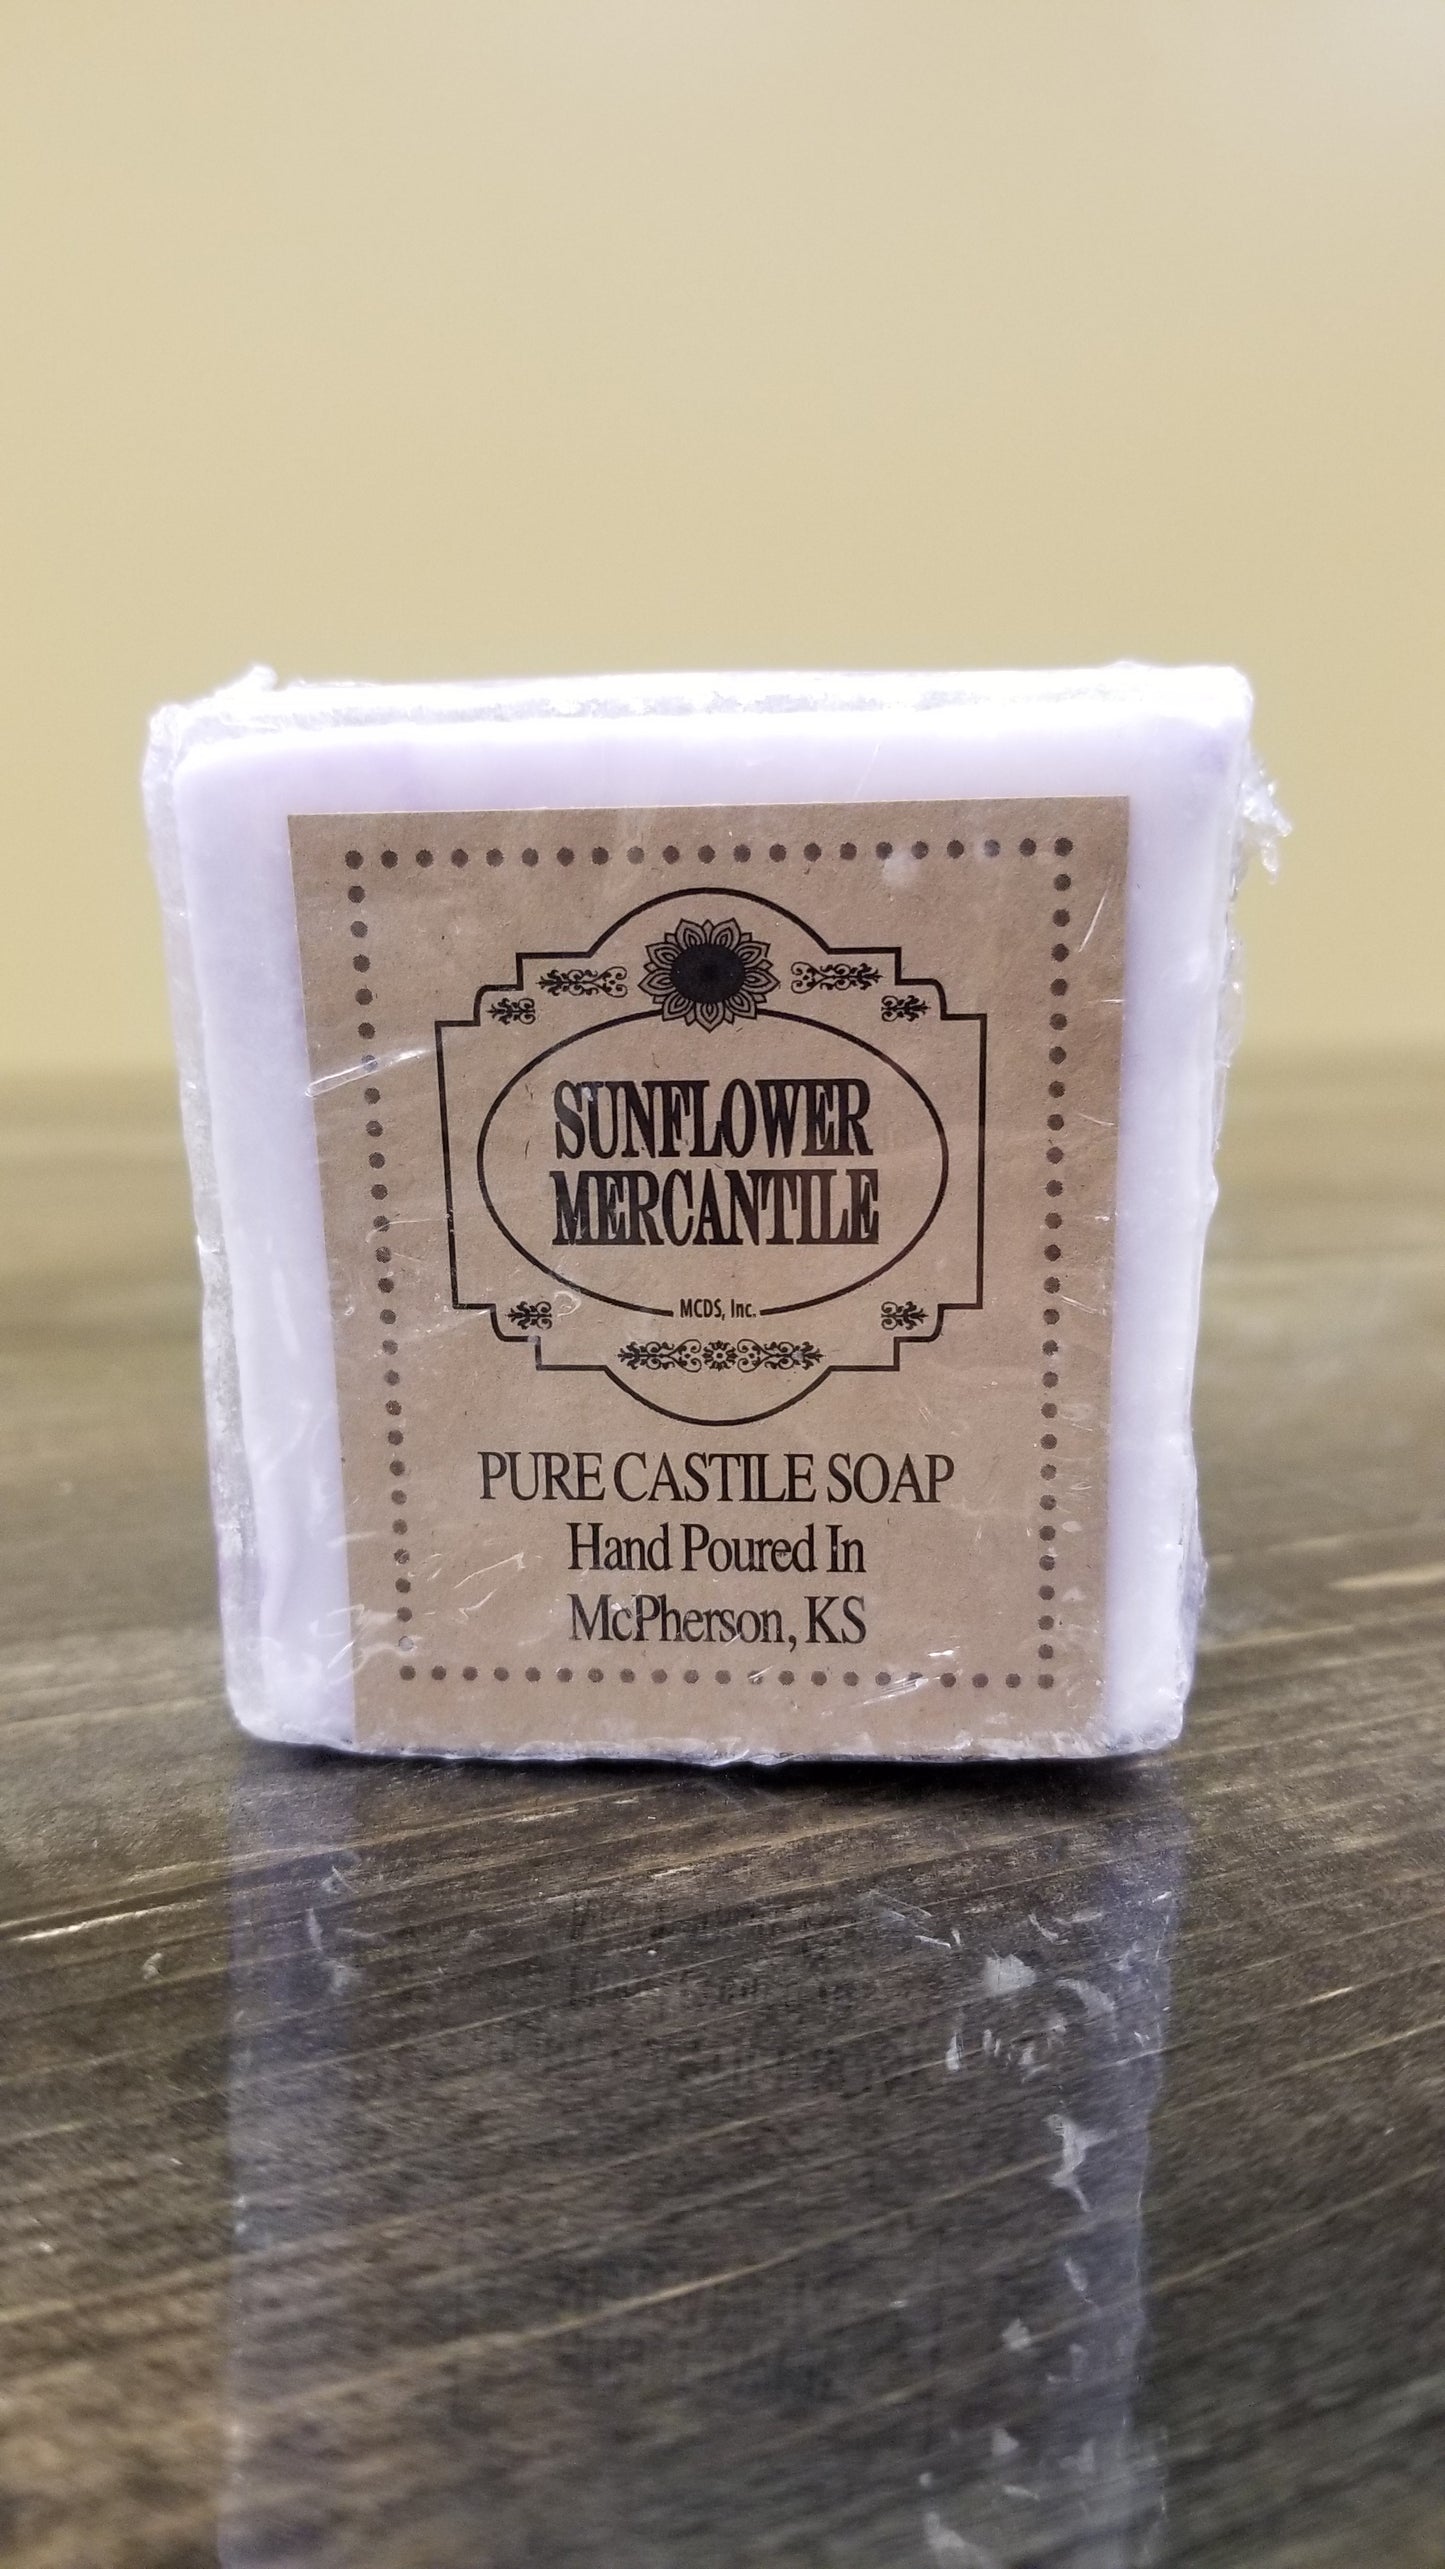 SUNFLOWER
MERCANTILE
MCDS, Inc.
PURE CASTILE SOAP
Hand Poured In
McPherson, KS